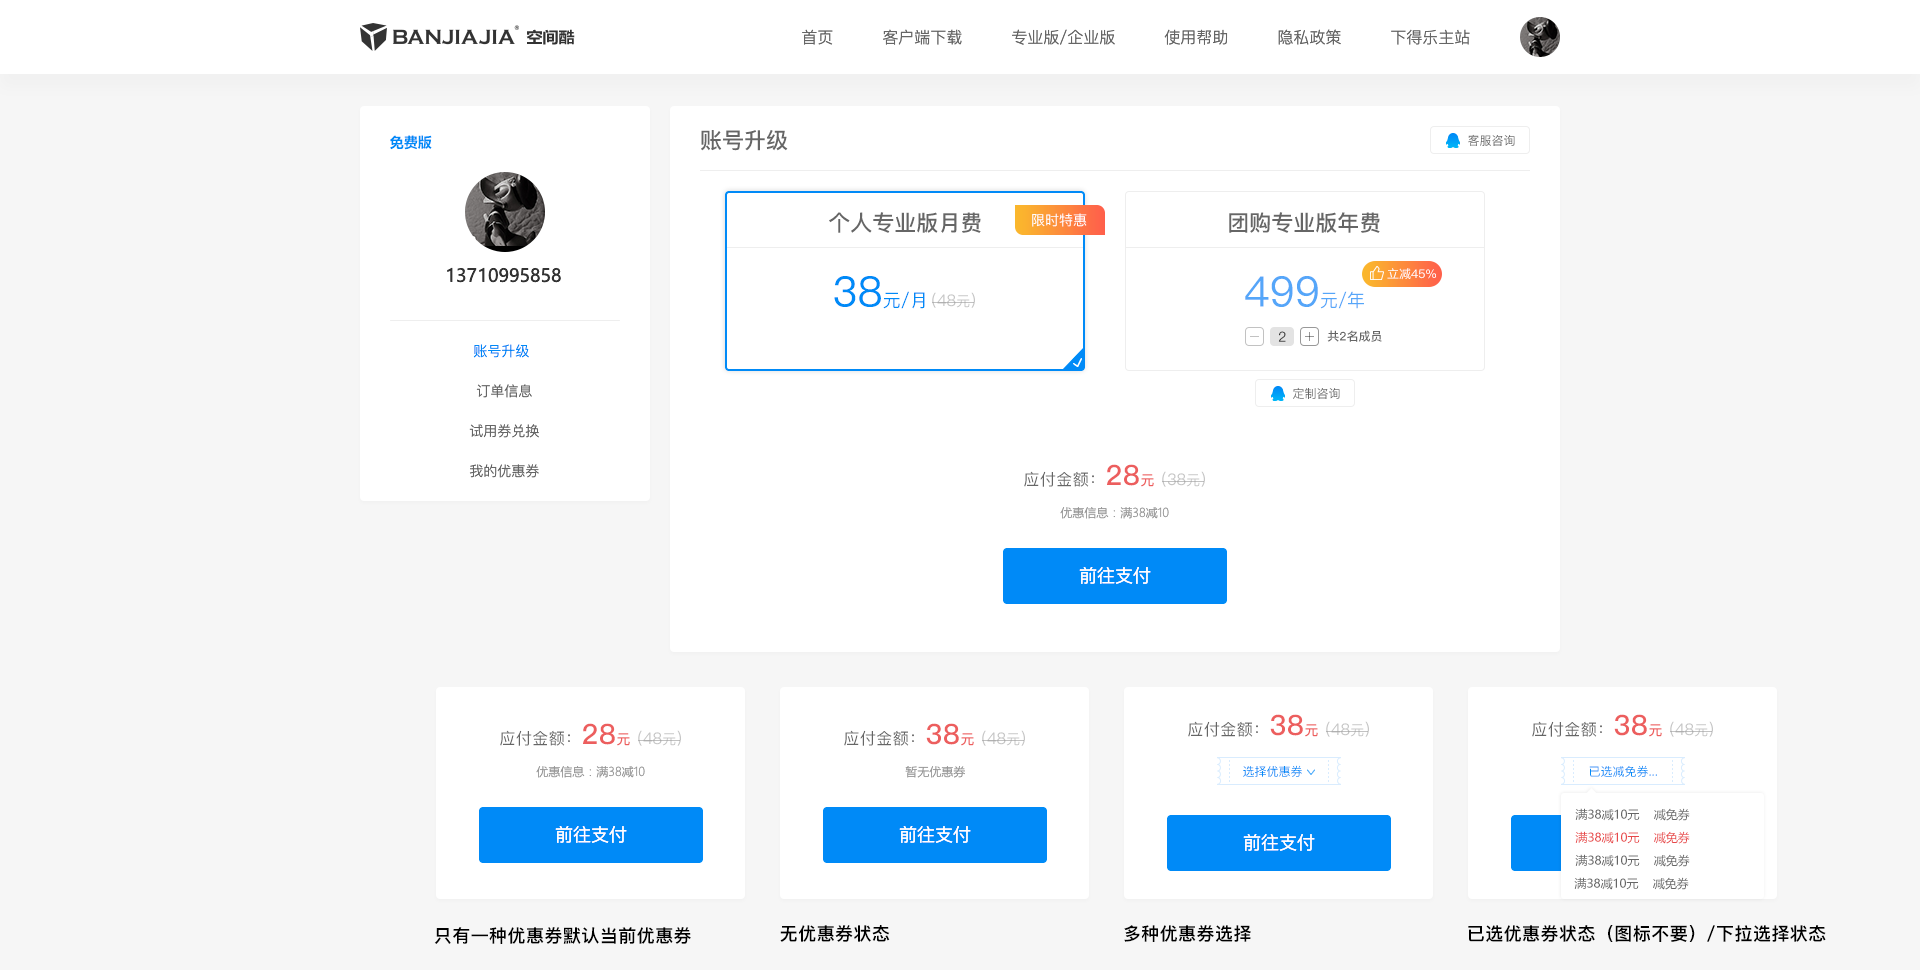 BANJIAJIA® 空间酷
首页 客户端下载 专业版/企业版 使用帮助 隐私政策 下得乐主站
免费版
13710995858
账号升级
订单信息
试用券兑换
我的优惠券
账号升级
客服咨询
个人专业版月费
限时特惠
38元/月 (48元)
团购专业版年费
立减45%
499元/年
2 共2名成员
定制咨询
应付金额: 28元 (38元)
优惠信息：满38减10
前往支付
应付金额: 28元 (48元)
优惠信息：满38减10
前往支付
只有一种优惠券默认当前优惠券
应付金额: 38元 (48元)
暂无优惠券
前往支付
无优惠券状态
应付金额: 38元 (48元)
选择优惠券
前往支付
多种优惠券选择
应付金额: 38元 (48元)
已选减免券...
满38减10元 减免券
满38减10元 减免券
满38减10元 减免券
满38减10元 减免券
已选优惠券状态（图标不要）/下拉选择状态